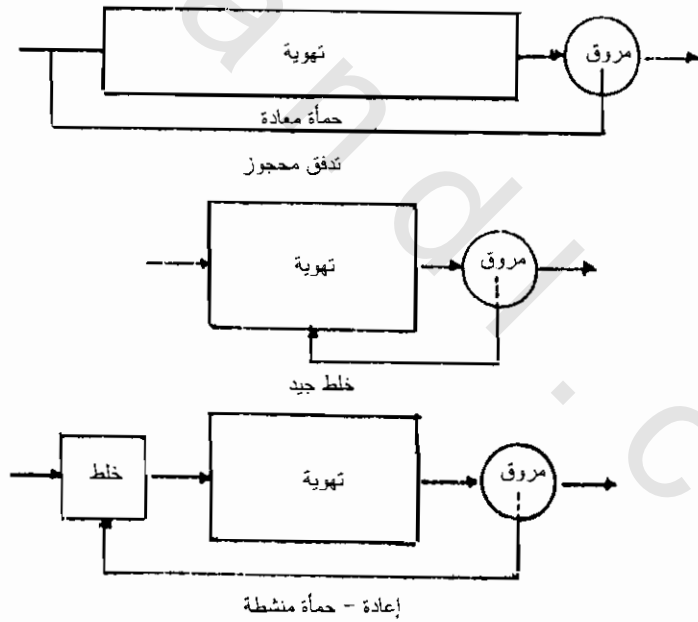 تهوية
مروق
حمأة معادة
تدفق محجوز
تهوية
مروق
خلط جيد
خلط
تهوية
مروق
إعادة - حمأة منشطة